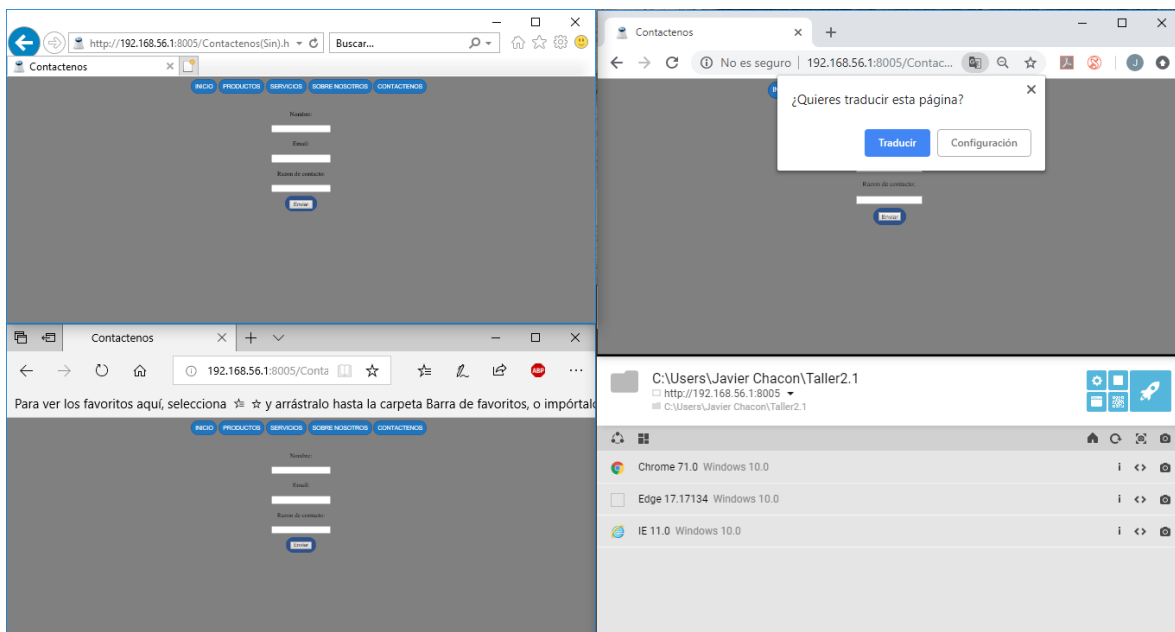 http://192.168.56.1:8005/Contactenos(Sin).h
Buscar...
Contactenos
INICIO PRODUCTOS SERVICIOS SOBRE NOSOTROS CONTACTENOS
Nombre:
Email:
Razon de contacto:
Enviar
Contactenos
No es seguro | 192.168.56.1:8005/Contac...
J
¿Quieres traducir esta página?
Traducir
Configuración
Razon de contacto:
Enviar
Contactenos
192.168.56.1:8005/Conta
ABP
Para ver los favoritos aquí, selecciona y arrástralo hasta la carpeta Barra de favoritos, o impórtalo
INICIO PRODUCTOS SERVICIOS SOBRE NOSOTROS CONTACTENOS
Nombre:
Email:
Razon de contacto:
Enviar
C:\Users\Javier Chacon\Taller2.1
http://192.168.56.1:8005
C:\Users\Javier Chacon\Taller2.1
Chrome 71.0 Windows 10.0
Edge 17.17134 Windows 10.0
IE 11.0 Windows 10.0